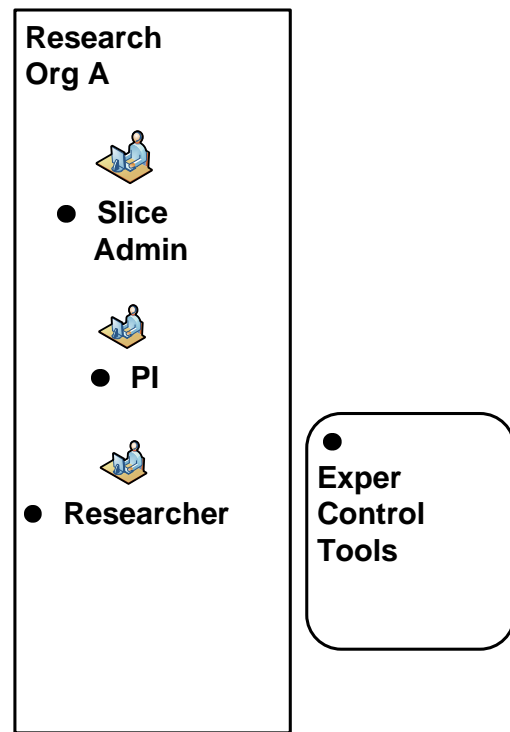 Research
Org A
● Slice
Admin
● PI
● Researcher
●
Exper
Control
Tools